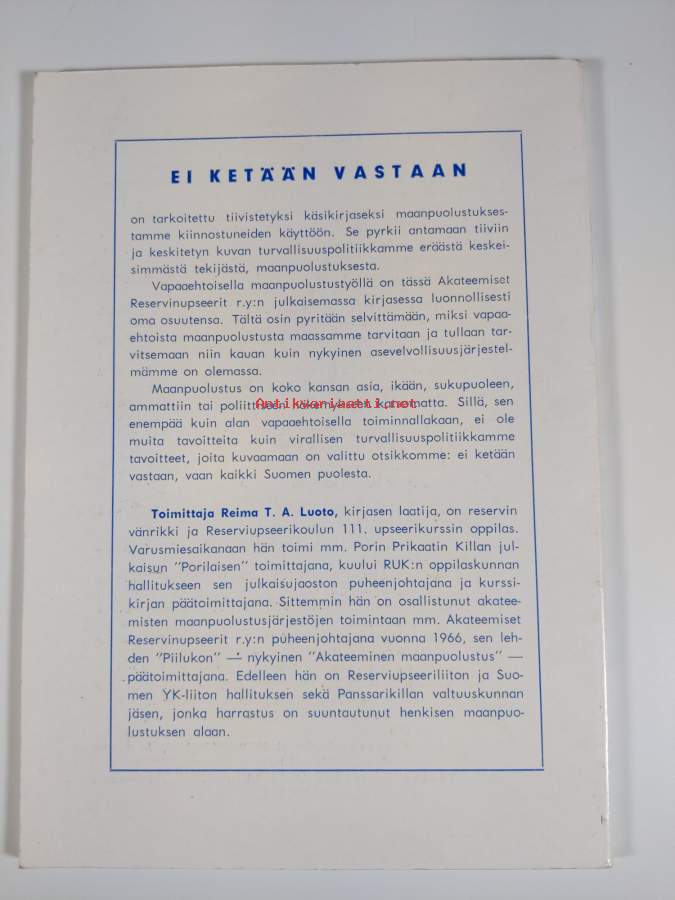 EI KETÄÄN VASTAAN
on tarkoitettu tiivistetyksi käsikirjaseksi maanpuolustukses-
tamme kiinnostuneiden käyttöön. Se pyrkii antamaan tiiviin
ja keskitetyn kuvan turvallisuuspolitiikkamme eräästä keskei-
simmästä tekijästä, maanpuolustuksesta.
Vapaaehtoisella maanpuolustustyöllä on tässä Akateemiset
Reservinupseerit r.y:n julkaisemassa kirjasessa luonnollisesti
oma osuutensa. Tältä osin pyritään selvittämään, miksi vapaa-
ehtoista maanpuolustusta maassamme tarvitaan ja tullaan tar-
vitsemaan niin kauan kuin nykyinen asevelvollisuusjärjestel-
mämme on olemassa.
Maanpuolustus on koko kansan asia, ikään, sukupuoleen,
ammattiin tai poliittiseen näkemykseen katsomatta. Sillä, sen
Antikvariaatti.net
enempää kuin alan vapaaehtoisella toiminnallakaan, ei ole
muita tavoitteita kuin virallisen turvallisuuspolitiikkamme
tavoitteet, joita kuvaamaan on valittu otsikkomme: ei ketään
vastaan, vaan kaikki Suomen puolesta.
Toimittaja Reima T. A. Luoto, kirjasen laatija, on reservin
vänrikki ja Reserviupseerikoulun 111. upseerikurssin oppilas.
Varusmiesaikanaan hän toimi mm. Porin Prikaatin Killan jul-
kaisun "Porilaisen" toimittajana, kuului RUK:n oppilaskunnan
hallitukseen sen julkaisujaoston puheenjohtajana ja kurssi-
kirjan päätoimittajana. Sittemmin hän on osallistunut akatee-
misten maanpuolustusjärjestöjen toimintaan mm. Akateemiset
Reservinupseerit r.y:n puheenjohtajana vuonna 1966, sen leh-
den "Piilukon" — nykyinen "Akateeminen maanpuolustus" —
päätoimittajana. Edelleen hän on Reserviupseeriliiton ja Suo-
men YK-liiton hallituksen sekä Panssarikillan valtuuskunnan
jäsen, jonka harrastus on suuntautunut henkisen maanpuo-
lustuksen alaan.